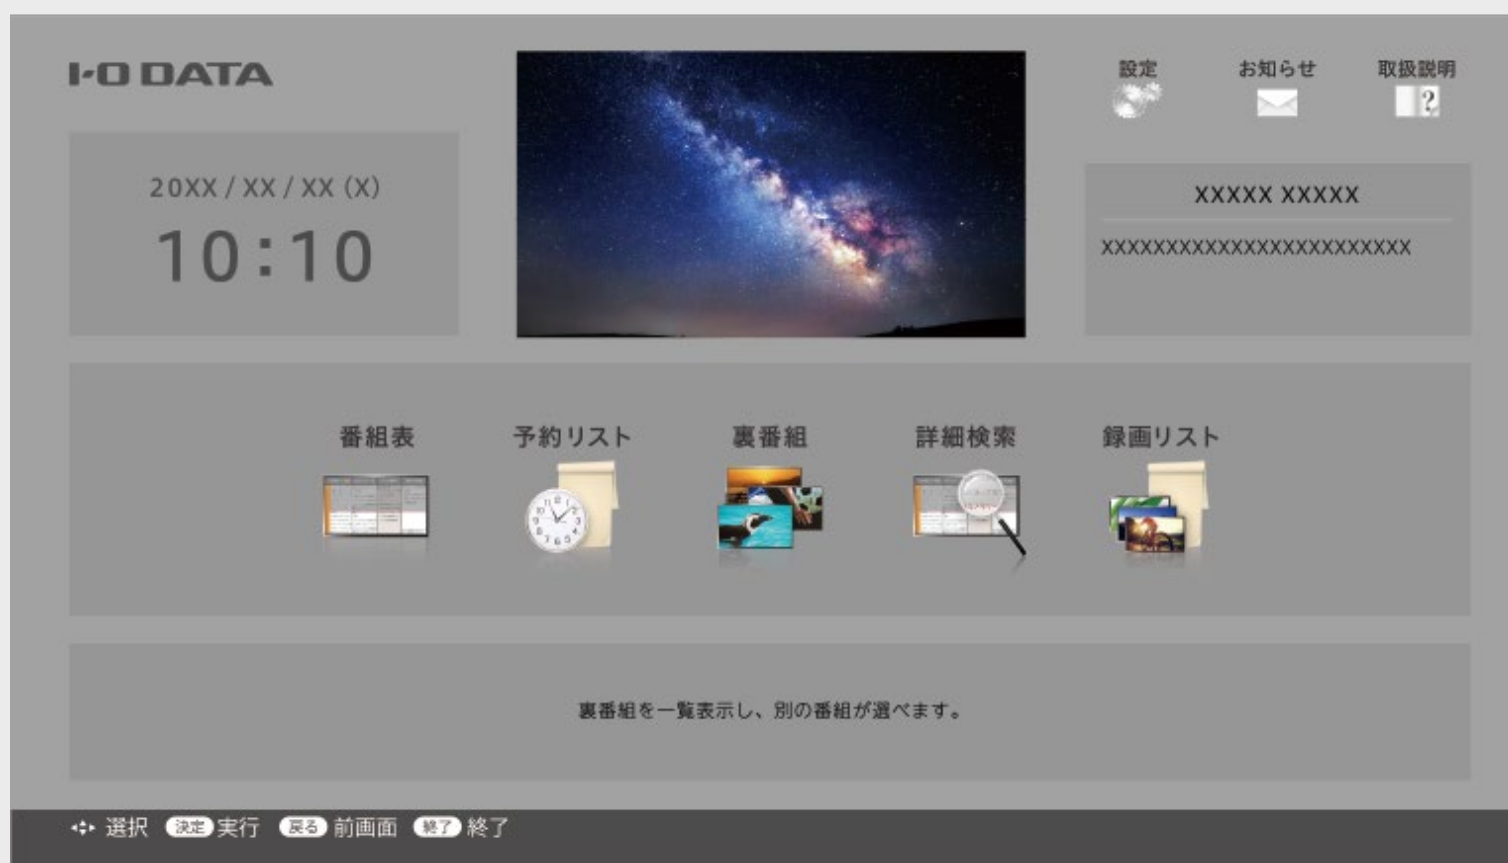 I-O DATA
設定
お知らせ
取扱説明
20XX / XX / XX (X)
10:10
XXXXX XXXXX
XXXXXXXXXXXXXXXXXXXXXXXX
番組表
予約リスト
裏番組
詳細検索
録画リスト
裏番組を一覧表示し、別の番組が選べます。
選択 決定 実行 戻る 前画面 終了 終了